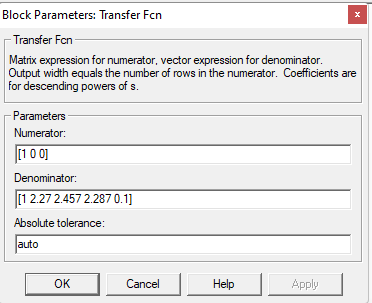 Block Parameters: Transfer Fcn
x
Transfer Fcn
Matrix expression for numerator, vector expression for denominator.
Output width equals the number of rows in the numerator. Coefficients are
for descending powers of s.
Parameters
Numerator:
[1 0 0]
Denominator:
[1 2.27 2.457 2.287 0.1]
Absolute tolerance:
auto
OK Cancel Help Apply